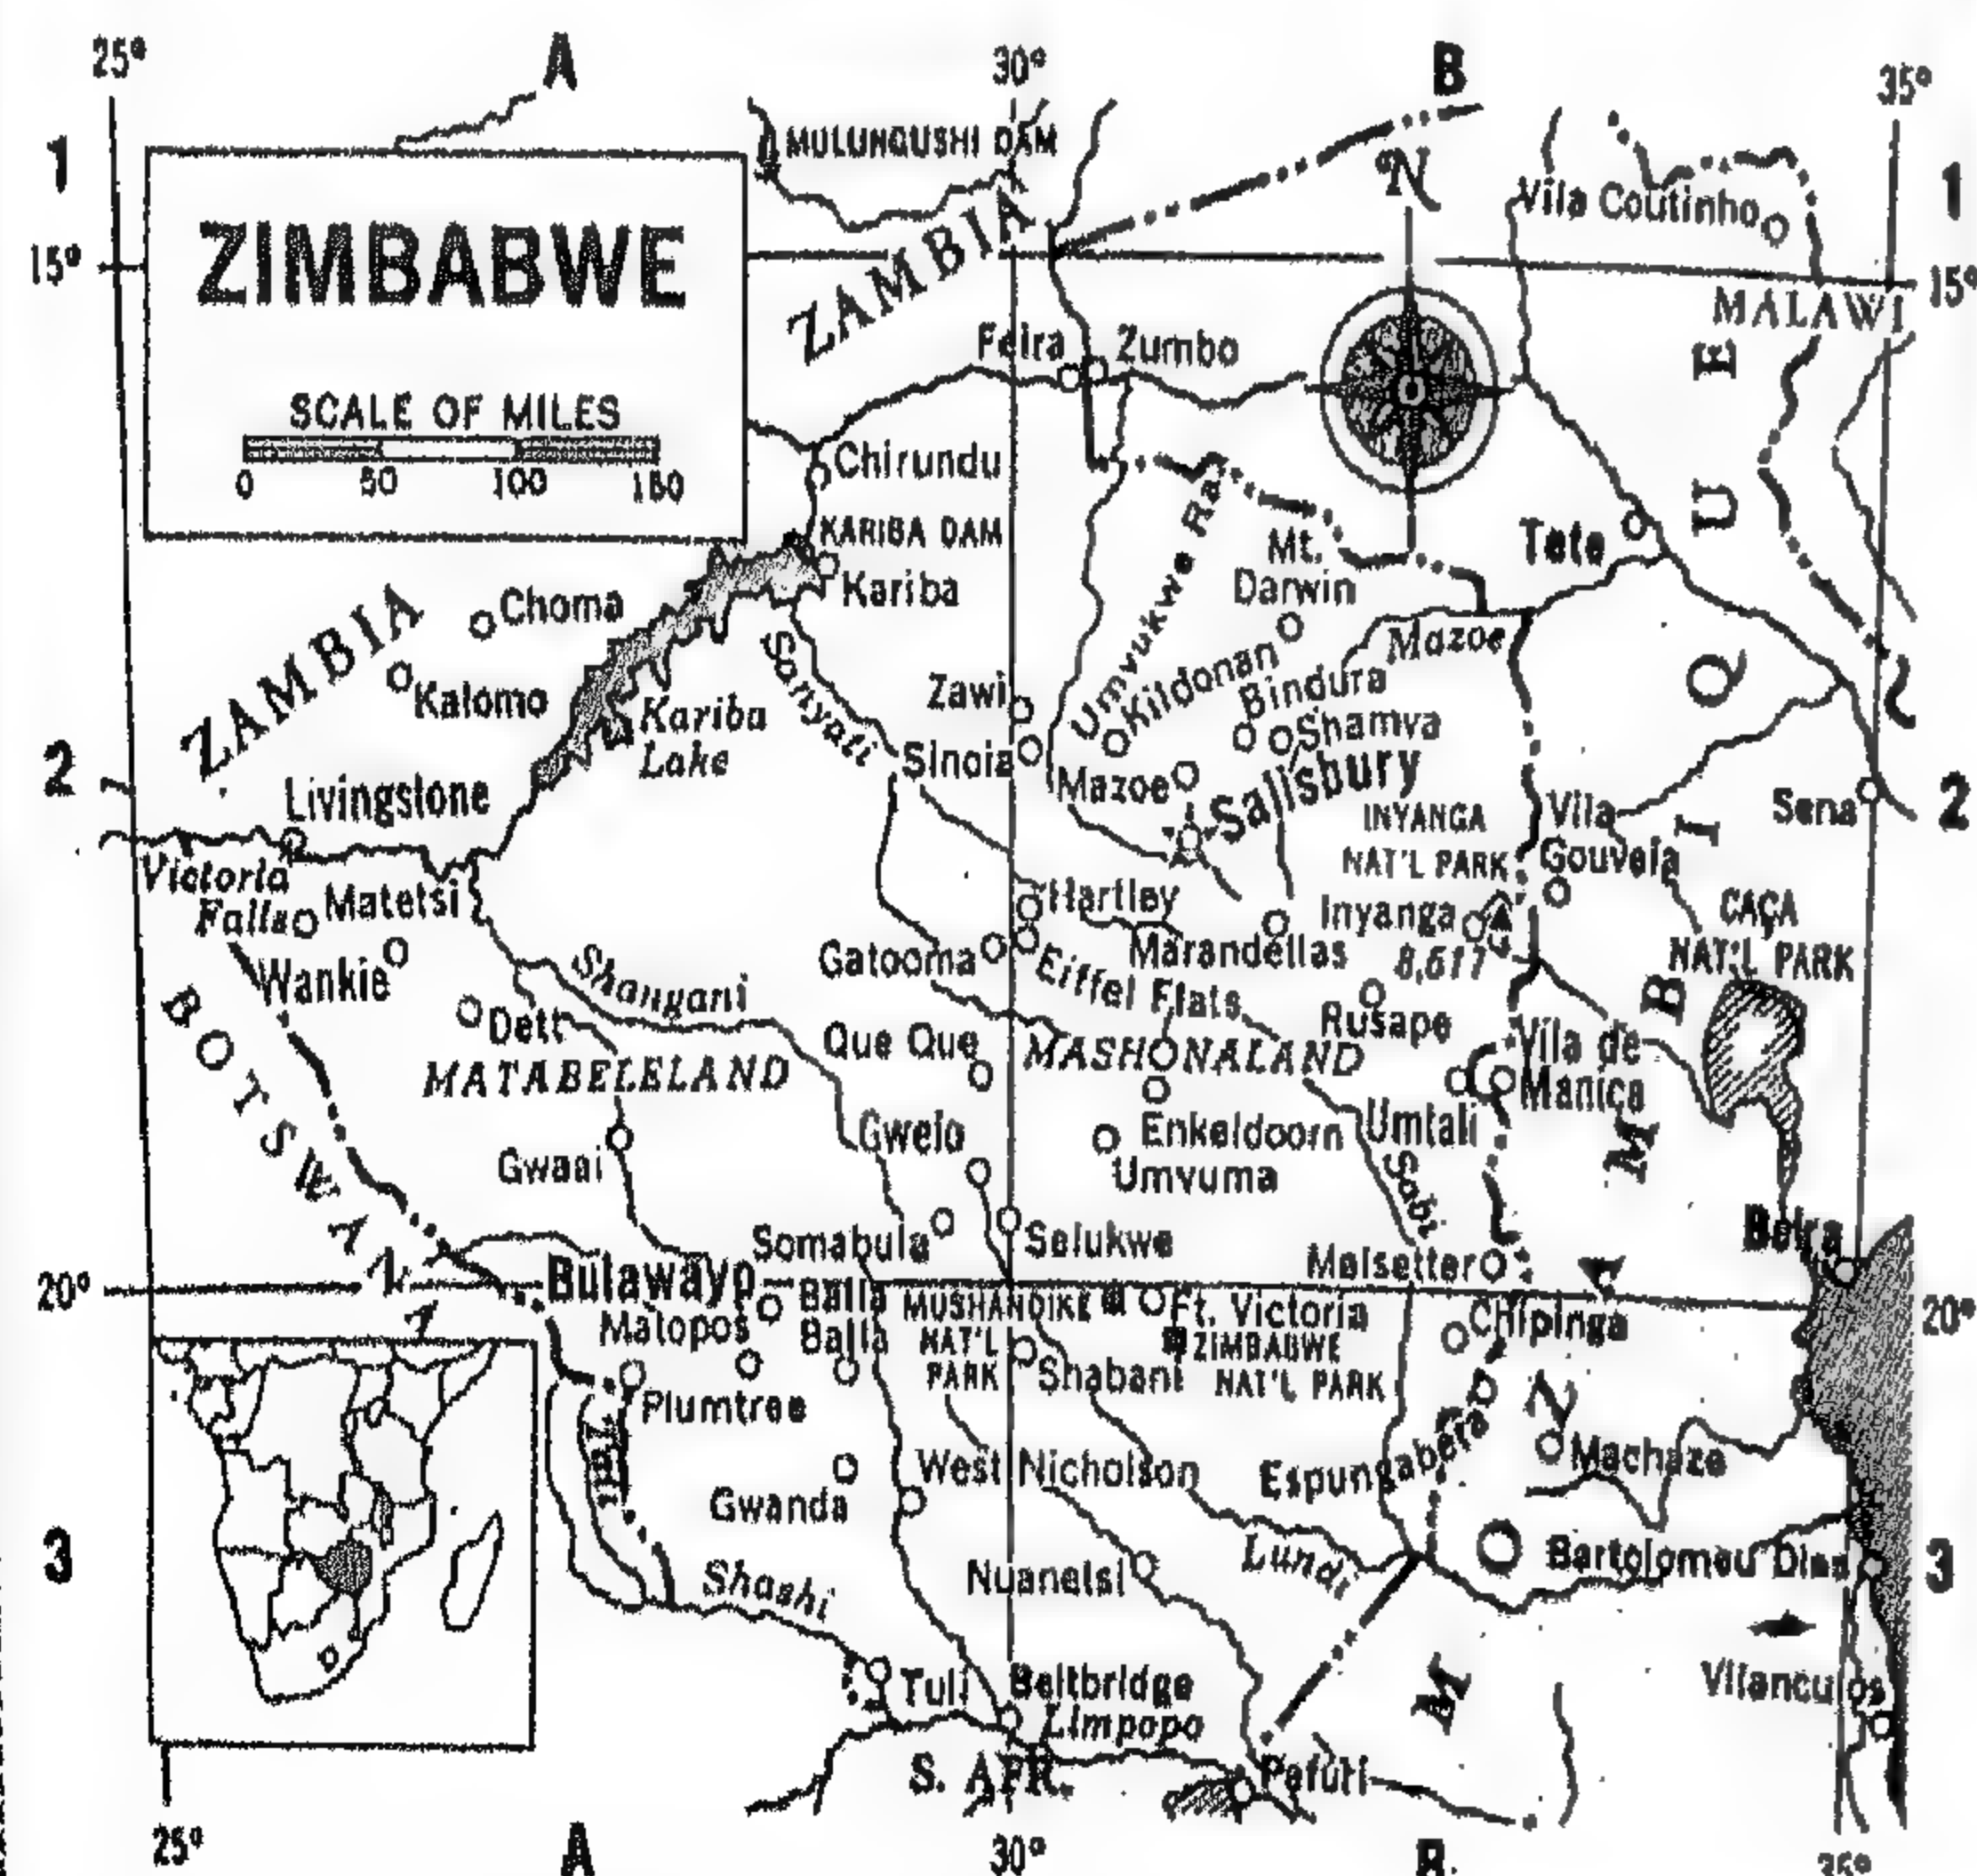 25°
A
30°
B
35°
1
MULUNGUSHI DAM
N
Vila Coutinho
1
ZIMBABWE
15°
ZAMBIA
15°
MALAWI
Feira
Zumbo
SCALE OF MILES
0 50 100 150
Chirundu
KARIBA DAM
Kariba
Mt.
Darwin
Tete
Umvukwe Ra.
Choma
ZAMBIA
Kalomo
Kariba
Lake
Sanyati
Zawi
Kildonan
Bindura
Mazoe
Shamva
Sinoia
Mazoe
Salisbury
2
Livingstone
INYANGA
NAT'L PARK
Vila
Gouveia
Sena
2
Victoria
Falls
Matetsi
Hartley
Inyanga
8,517
CAÇA
NAT'L PARK
Wankie
Gatooma
Marandellas
Eiffel Flats
Shangani
Dett
Rusape
BOTSWANA
MATABELELAND
Que Que
MASHONALAND
Vila de
Manica
Umtali
Gwelo
Enkeldoorn
Umvuma
Gwaai
Sabi
Somabula
Selukwe
Melsetter
Beira
20°
Bulawayo
Balla
Balla
MUSHANDIKE
NAT'L
PARK
Ft. Victoria
ZIMBABWE
NAT'L PARK
Chipinga
20°
Matopos
Shabani
Plumtree
Tati
West Nicholson
Espungabera
Machaze
Gwanda
MOZAMBIQUE
3
Shashi
Nuanetsi
Lundi
Bartolomeu Dias
3
Tuli
Beitbridge
Limpopo
Vilanculos
S. AFR.
Pafuri
25°
A
30°
B
35°